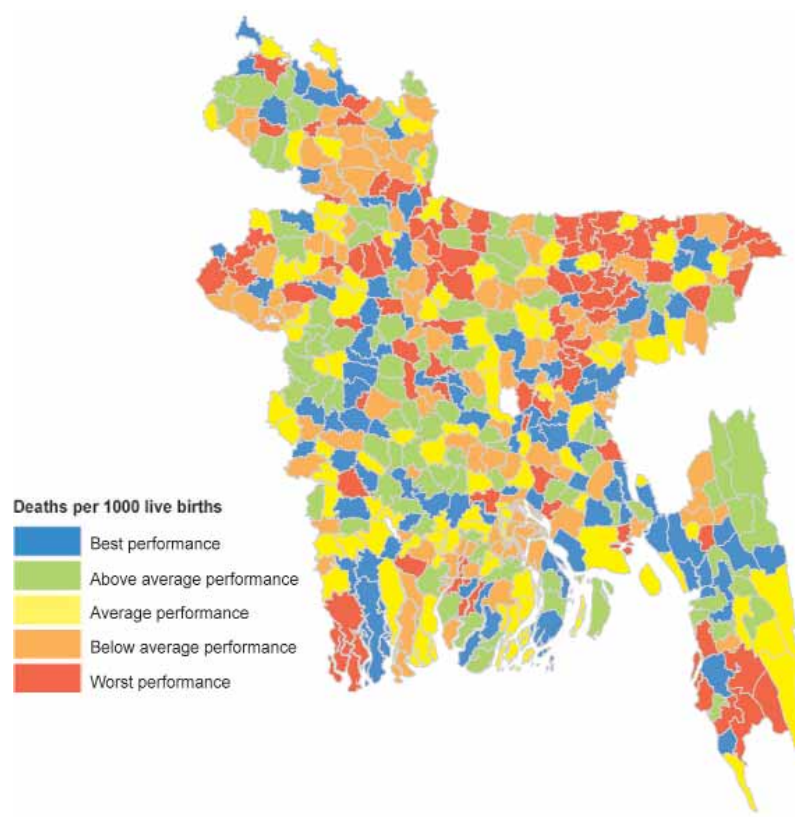 Deaths per 1000 live births
Best performance
Above average performance
Average performance
Below average performance
Worst performance